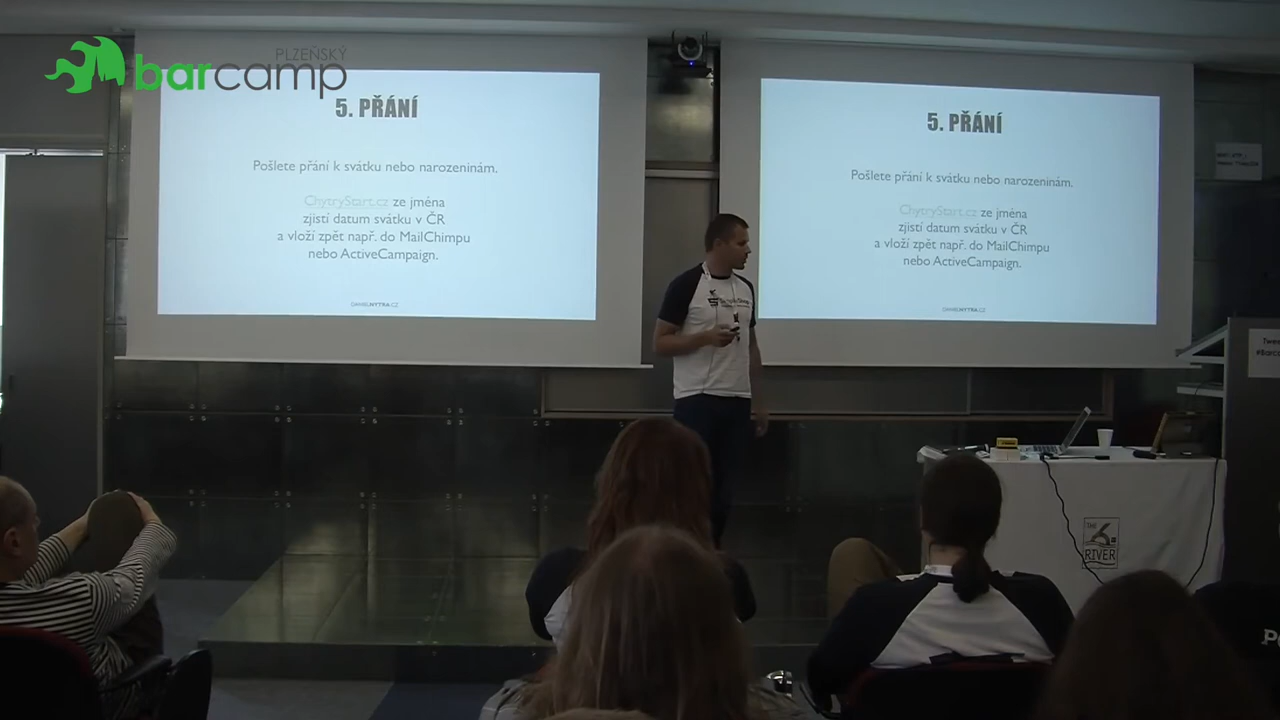 PLZEŇSKÝ
barcamp
5. PŘÁNÍ
Pošlete přání k svátku nebo narozeninám.
ChytryStart.cz ze jména
zjistí datum svátku v ČR
a vloží zpět např. do MailChimpu
nebo ActiveCampaign.
DANIELNYTRA.CZ
5. PŘÁNÍ
Pošlete přání k svátku nebo narozeninám.
ChytryStart.cz ze jména
zjistí datum svátku v ČR
a vloží zpět např. do MailChimpu
nebo ActiveCampaign.
DANIELNYTRA.CZ
THE
RIVER